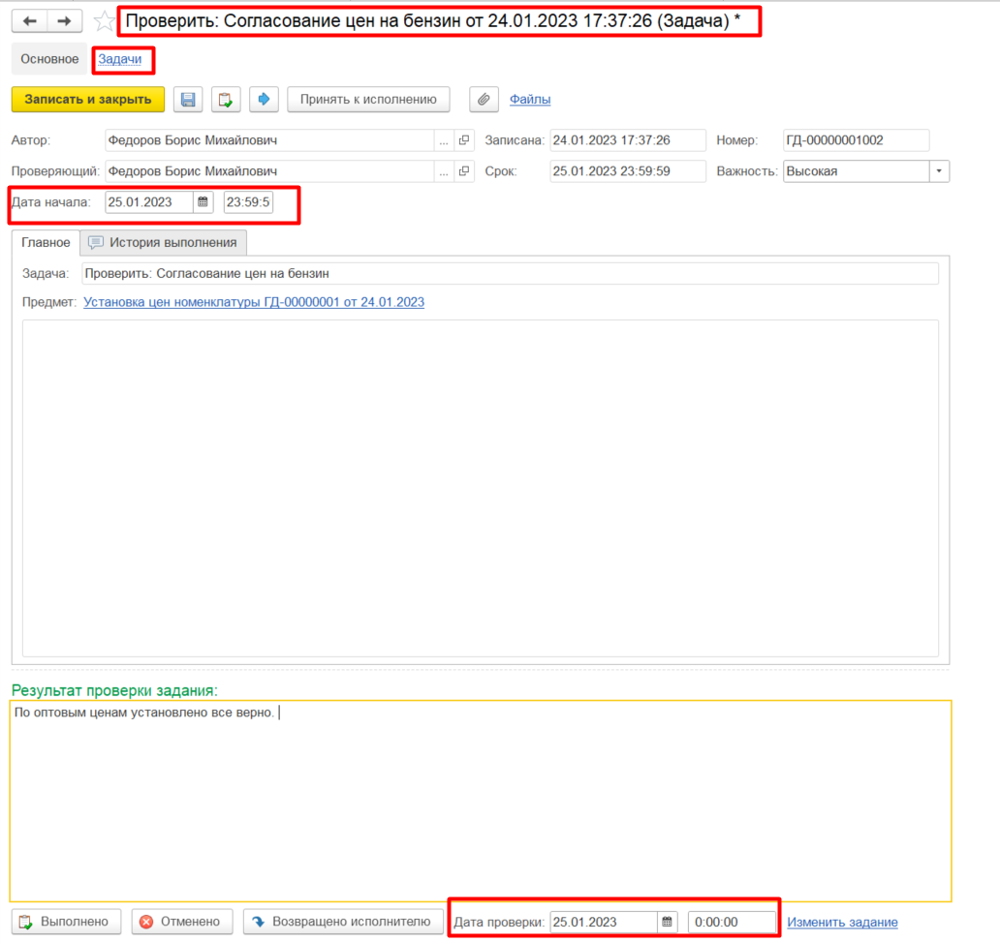 Проверить: Согласование цен на бензин от 24.01.2023 17:37:26 (Задача) *
Основное Задачи
Записать и закрыть Принять к исполнению Файлы
Автор: Федоров Борис Михайлович ... Записана: 24.01.2023 17:37:26 Номер: ГД-00000001002
Проверяющий: Федоров Борис Михайлович ... Срок: 25.01.2023 23:59:59 Важность: Высокая
Дата начала: 25.01.2023 23:59:5
Главное История выполнения
Задача: Проверить: Согласование цен на бензин
Предмет: Установка цен номенклатуры ГД-00000001 от 24.01.2023
Результат проверки задания:
По оптовым ценам установлено все верно.
Выполнено Отменено Возвращено исполнителю Дата проверки: 25.01.2023 0:00:00 Изменить задание